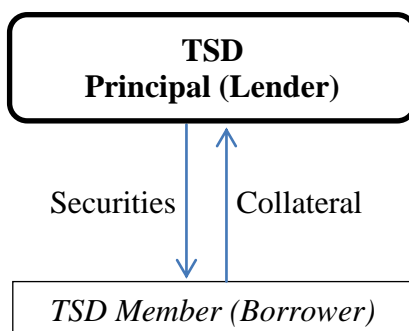 TSD
Principal (Lender)
Securities Collateral
TSD Member (Borrower)